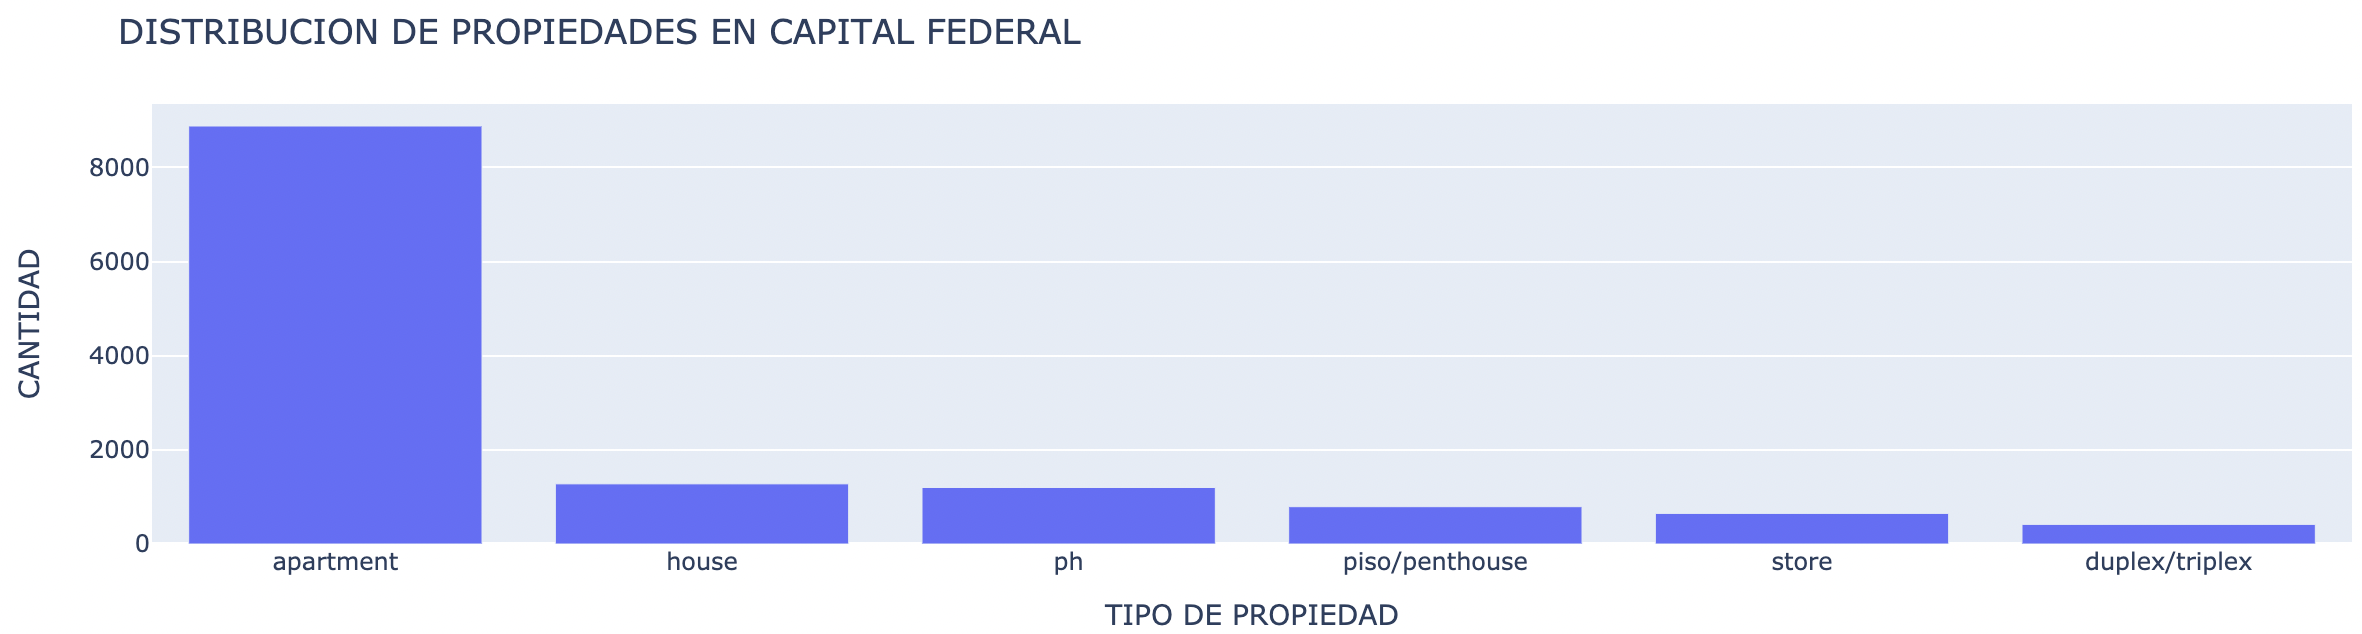 DISTRIBUCION DE PROPIEDADES EN CAPITAL FEDERAL
CANTIDAD
8000
6000
4000
2000
0
apartment house ph piso/penthouse store duplex/triplex
TIPO DE PROPIEDAD